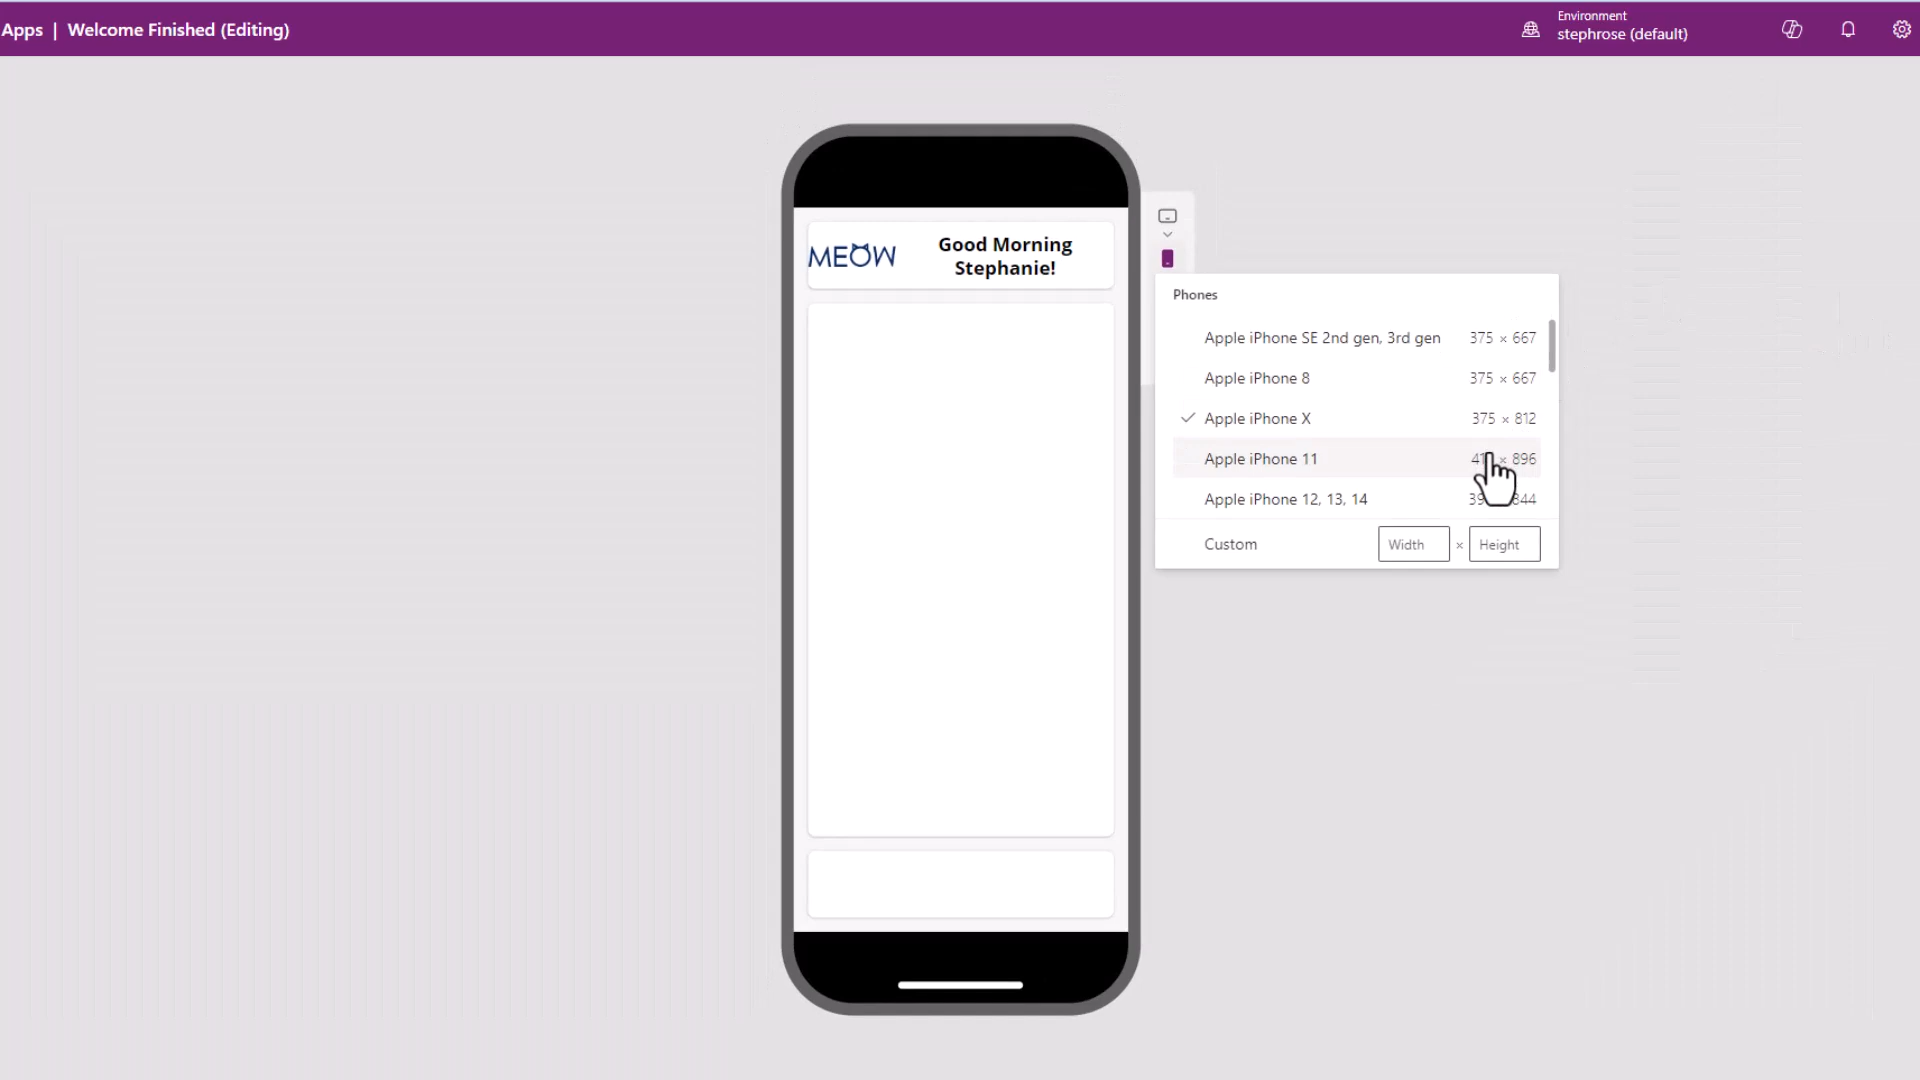 Apps | Welcome Finished (Editing)
Environment
stephrose (default)
MEOW
Good Morning
Stephanie!
Phones
Apple iPhone SE 2nd gen, 3rd gen 375 × 667
Apple iPhone 8 375 × 667
Apple iPhone X 375 × 812
Apple iPhone 11 × 896
Apple iPhone 12, 13, 14
Custom Width × Height